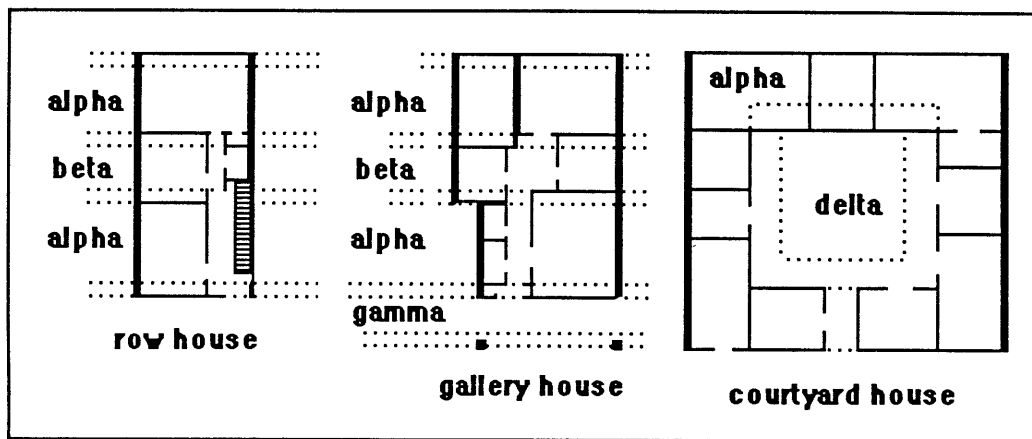 alpha
beta
alpha
row house
alpha
beta
alpha
gamma
gallery house
alpha
delta
courtyard house